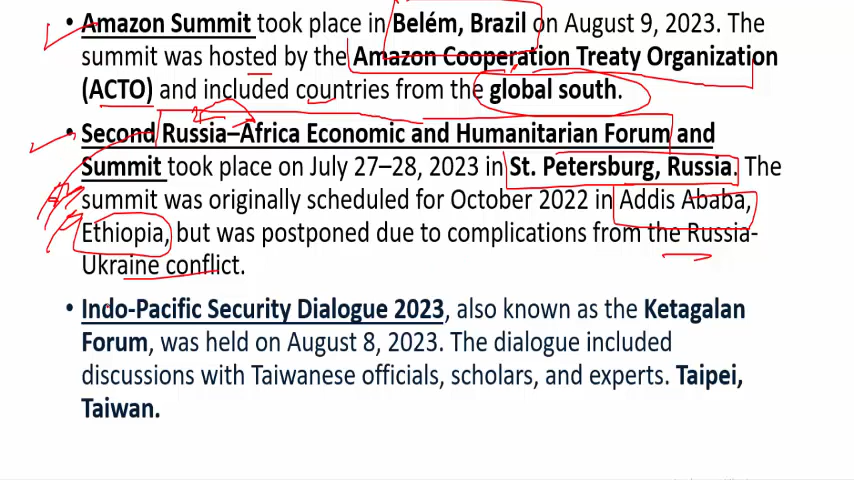 • Amazon Summit took place in Belém, Brazil on August 9, 2023. The
summit was hosted by the Amazon Cooperation Treaty Organization
(ACTO) and included countries from the global south.
• Second Russia–Africa Economic and Humanitarian Forum and
Summit took place on July 27–28, 2023 in St. Petersburg, Russia. The
summit was originally scheduled for October 2022 in Addis Ababa,
Ethiopia, but was postponed due to complications from the Russia-
Ukraine conflict.
• Indo-Pacific Security Dialogue 2023, also known as the Ketagalan
Forum, was held on August 8, 2023. The dialogue included
discussions with Taiwanese officials, scholars, and experts. Taipei,
Taiwan.